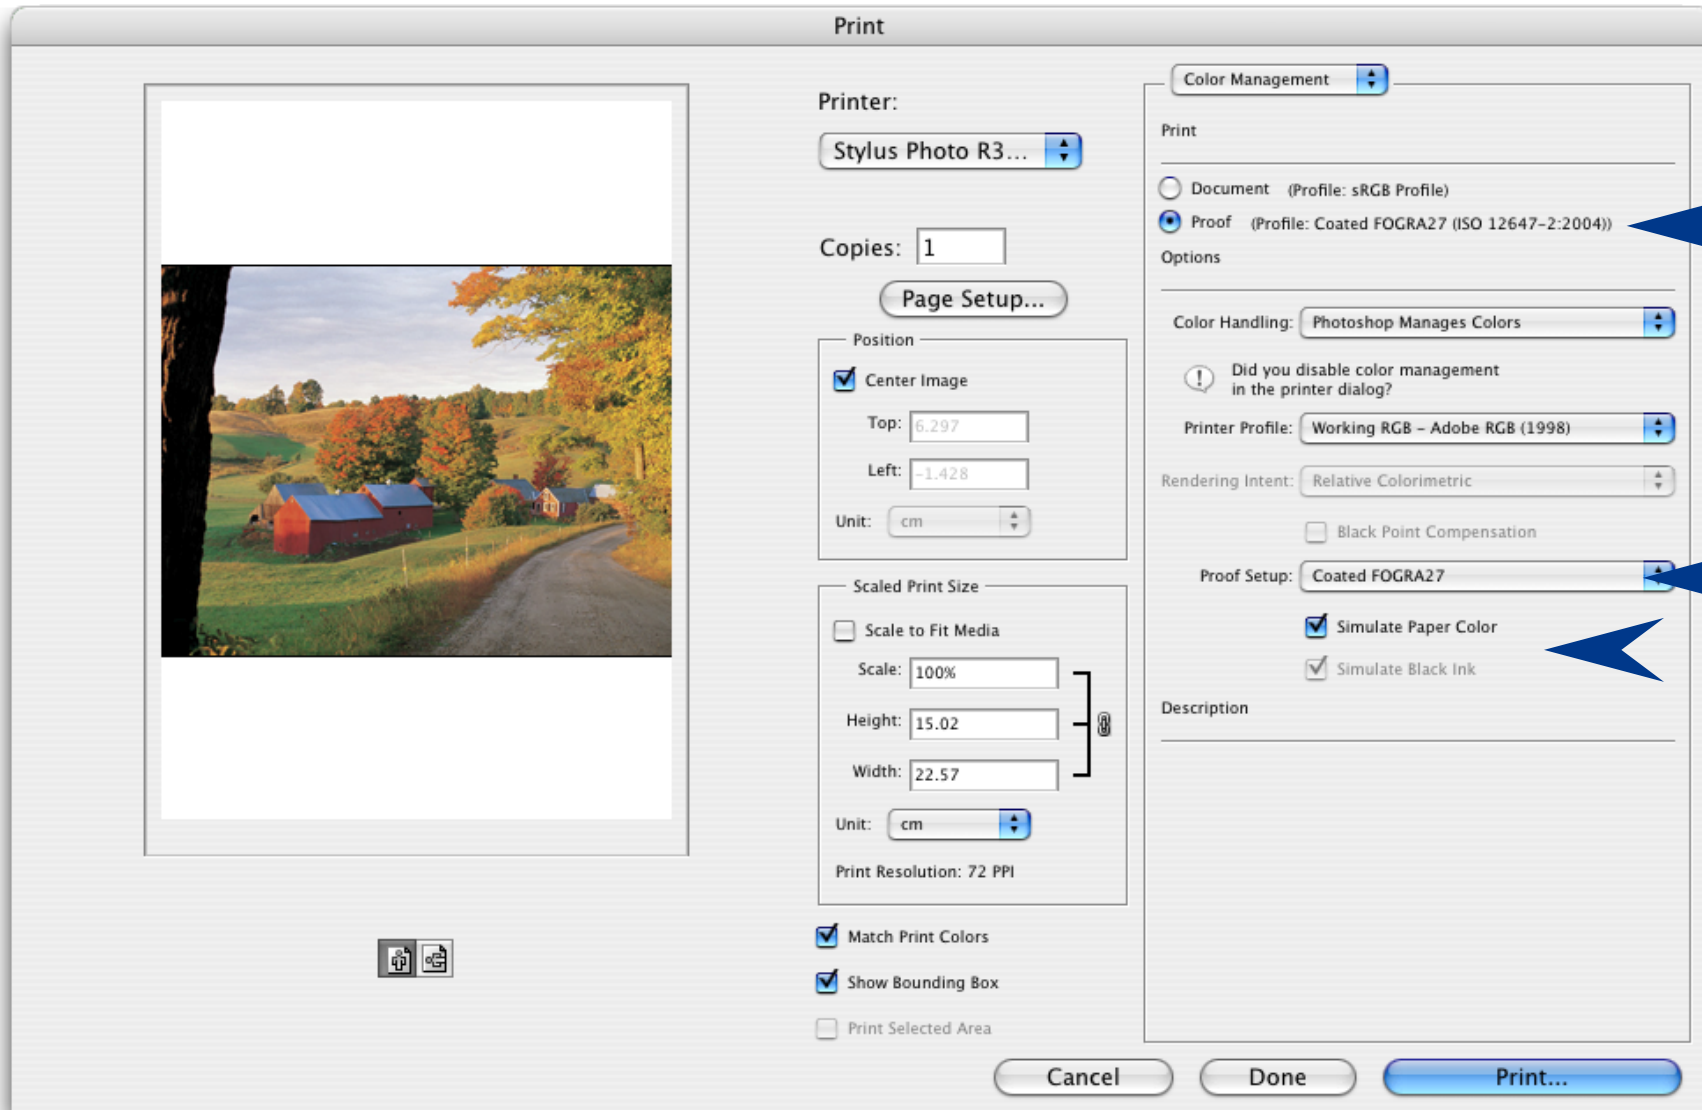 Print
Printer:
Stylus Photo R3...
Copies: 1
Page Setup...
Position
Center Image
Top: 6.297
Left: -1.428
Unit: cm
Scaled Print Size
Scale to Fit Media
Scale: 100%
Height: 15.02
Width: 22.57
Unit: cm
Print Resolution: 72 PPI
Match Print Colors
Show Bounding Box
Print Selected Area
Color Management
Print
Document (Profile: sRGB Profile)
Proof (Profile: Coated FOGRA27 (ISO 12647-2:2004))
Options
Color Handling: Photoshop Manages Colors
Did you disable color management
in the printer dialog?
Printer Profile: Working RGB - Adobe RGB (1998)
Rendering Intent: Relative Colorimetric
Black Point Compensation
Proof Setup: Coated FOGRA27
Simulate Paper Color
Simulate Black Ink
Description
Cancel
Done
Print...